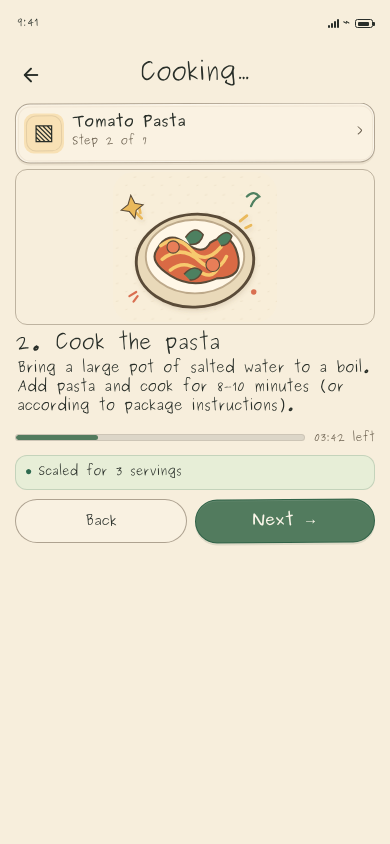 9:41
Cooking...
Tomato Pasta
Step 2 of 7
2. Cook the pasta
Bring a large pot of salted water to a boil.
Add pasta and cook for 8–10 minutes (or
according to package instructions).
03:42 left
Scaled for 3 servings
Back
Next →